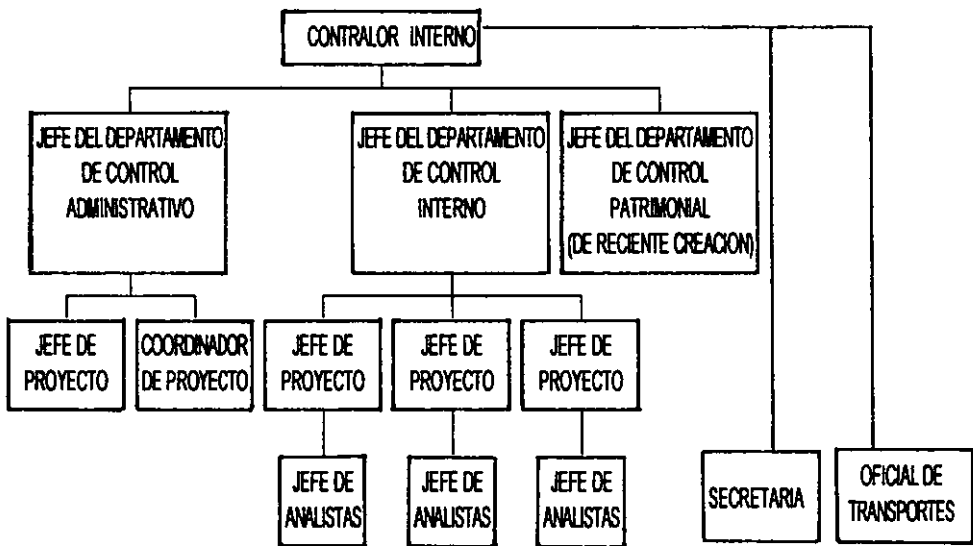 CONTRALOR INTERNO
JEFE DEL DEPARTAMENTO
DE CONTROL
ADMINISTRATIVO
JEFE DEL DEPARTAMENTO
DE CONTROL
INTERNO
JEFE DEL DEPARTAMENTO
DE CONTROL
PATRIMONIAL
(DE RECIENTE CREACION)
JEFE DE
PROYECTO
COORDINADOR
DE PROYECTO
JEFE DE
PROYECTO
JEFE DE
PROYECTO
JEFE DE
PROYECTO
JEFE DE
ANALISTAS
JEFE DE
ANALISTAS
JEFE DE
ANALISTAS
SECRETARIA
OFICIAL DE
TRANSPORTES